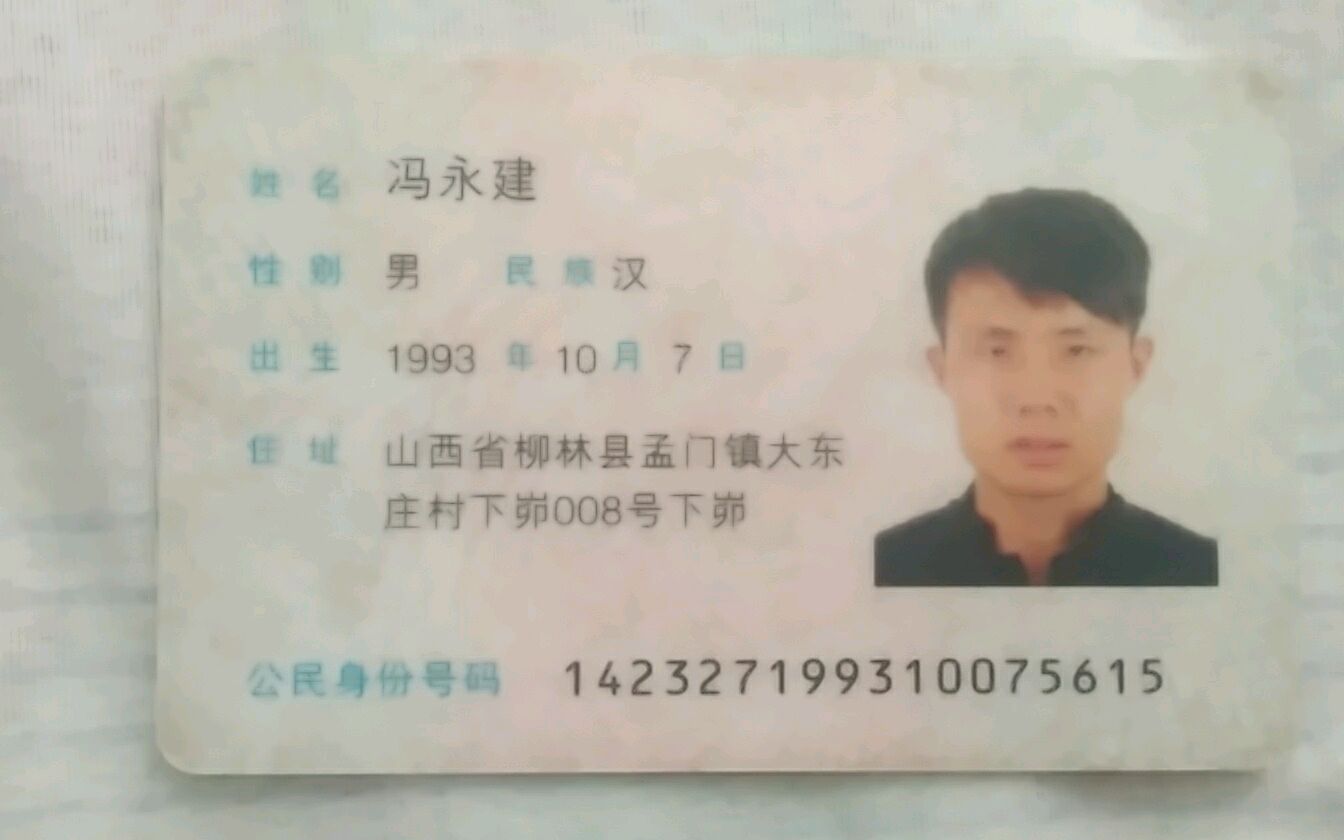 姓名 冯永建
性别 男 民族 汉
出生 1993 年 10 月 7 日
住址 山西省柳林县孟门镇大东
庄村下峁008号下峁
公民身份号码 142327199310075615